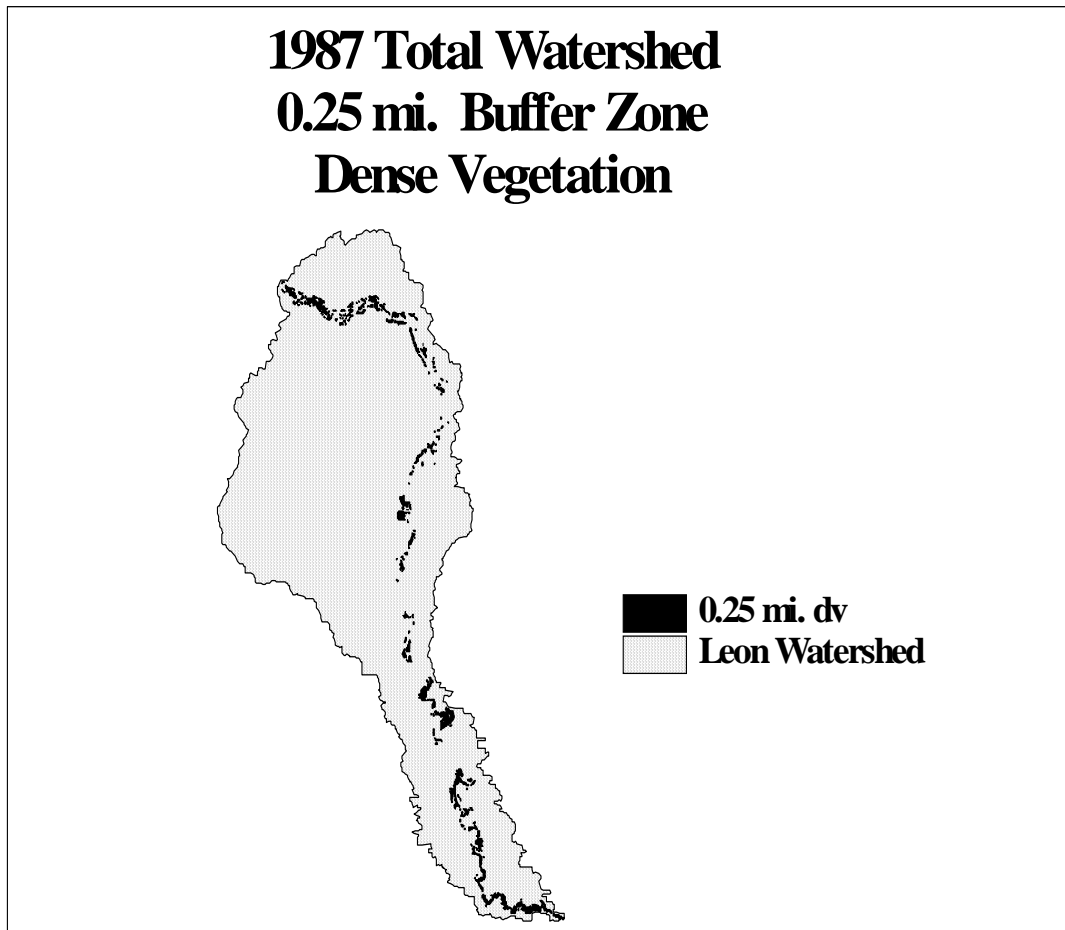 1987 Total Watershed
0.25 mi. Buffer Zone
Dense Vegetation
0.25 mi. dv
Leon Watershed